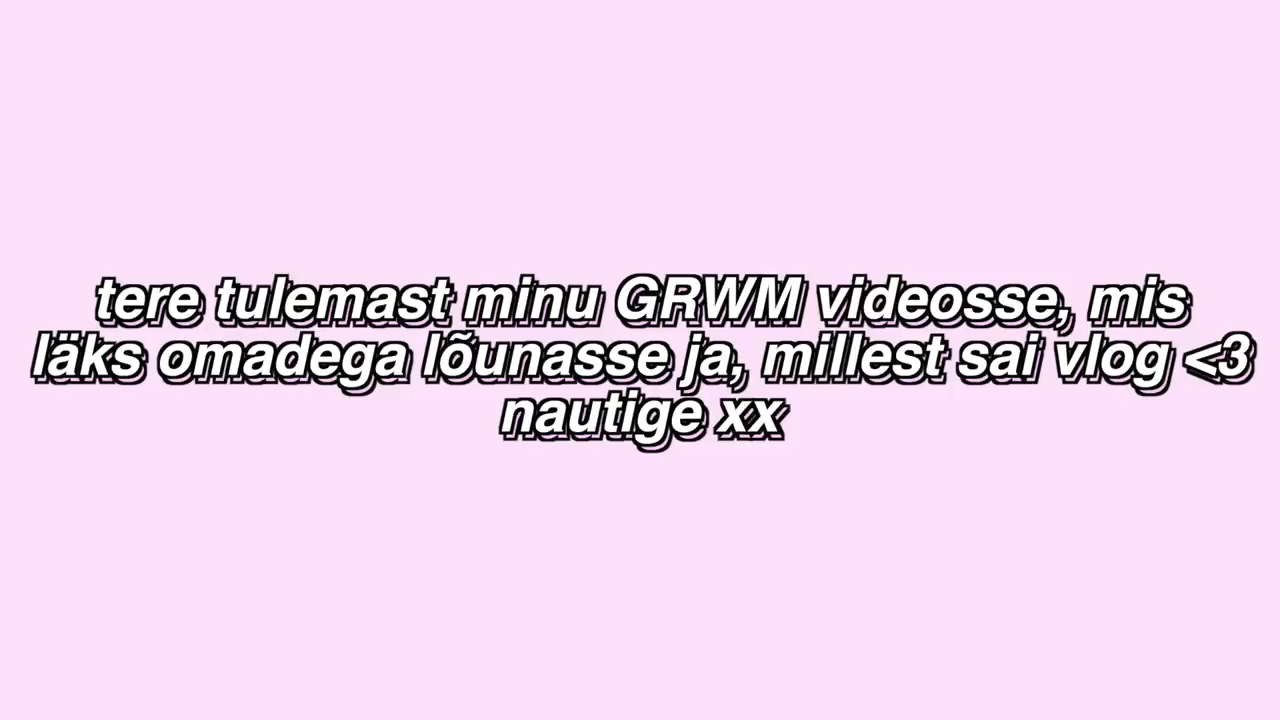 tere tulemast minu GRWM videosse, mis
läks omadega lõunasse ja, millest sai vlog <3
nautige xx